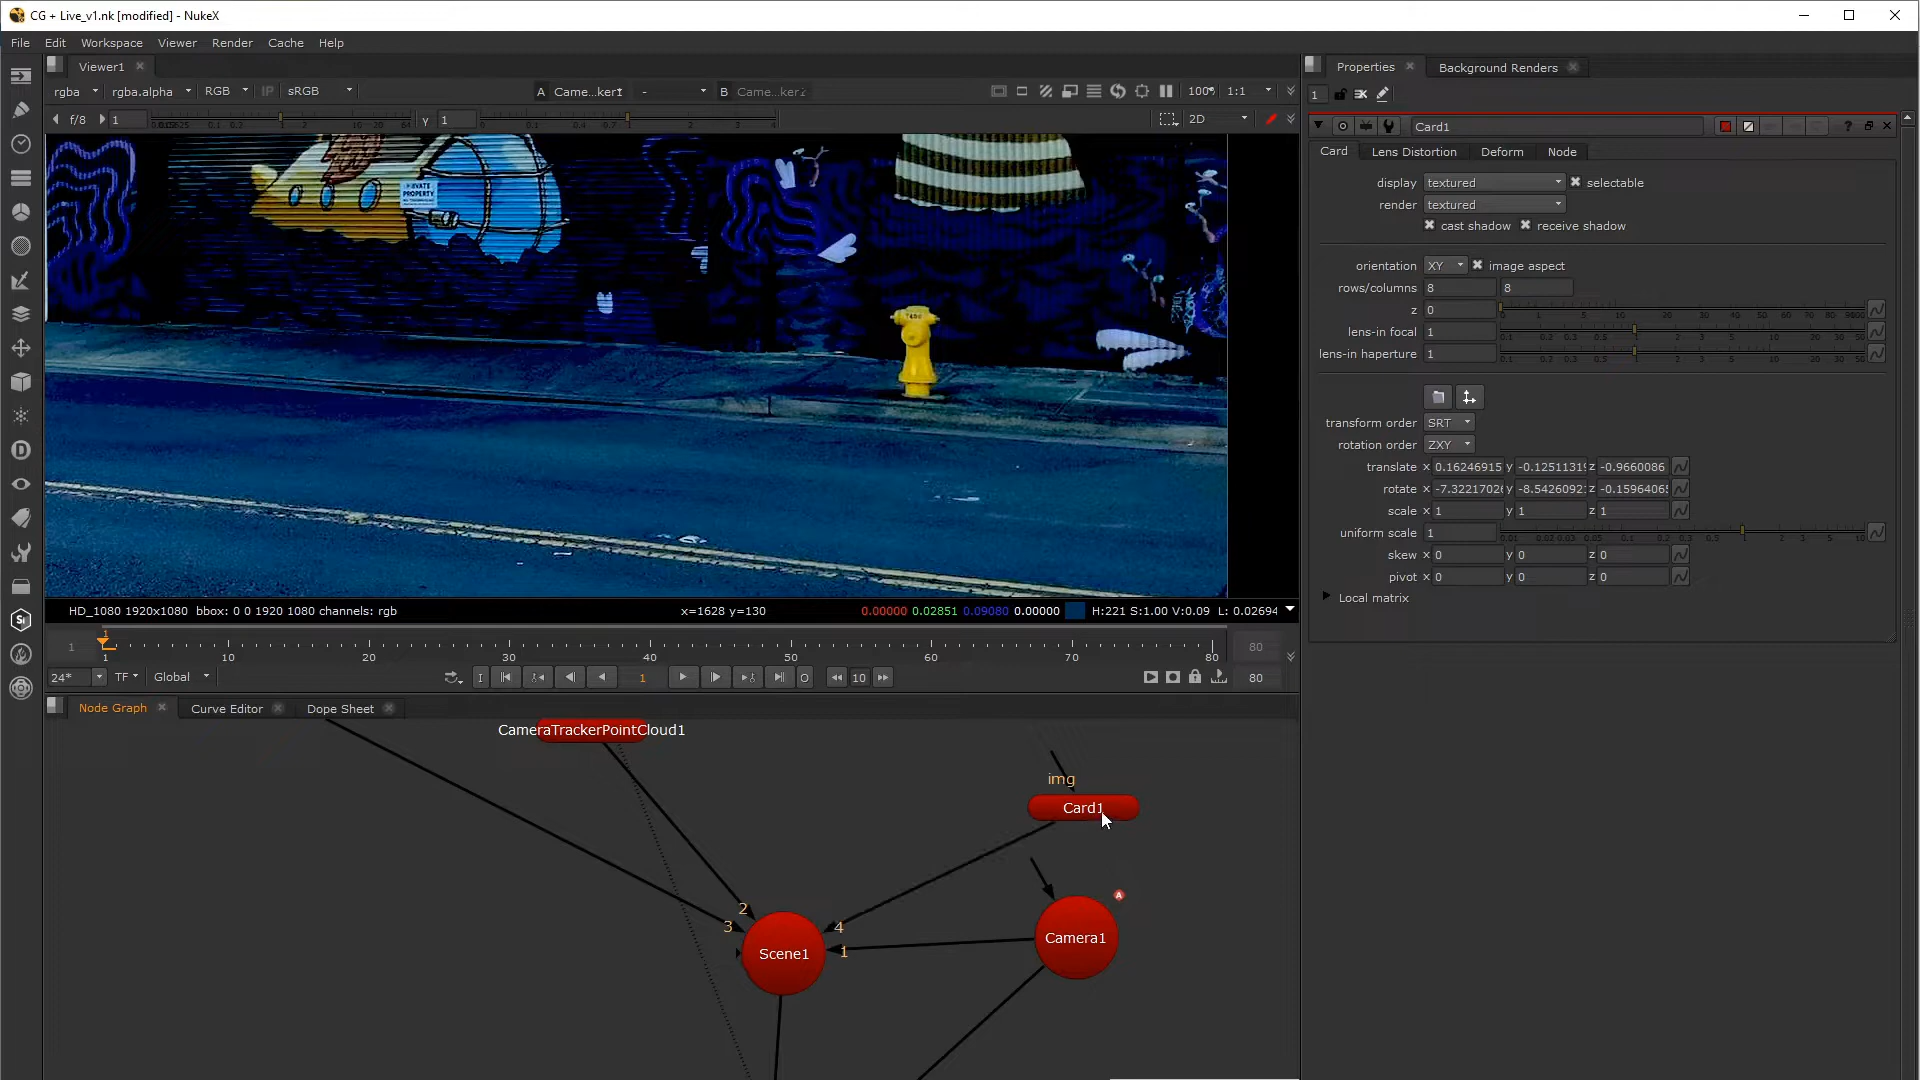 CG + Live_v1.nk [modified] - NukeX
File Edit Workspace Viewer Render Cache Help
Viewer1
rgba rgba.alpha RGB IP sRGB A Came...ker1 - B Came...ker2 100% 1:1
f/8 1 y 1 2D
PRIVATE
PROPERTY
HD_1080 1920x1080 bbox: 0 0 1920 1080 channels: rgb x=1628 y=130 0.00000 0.02851 0.09080 0.00000 H:221 S:1.00 V:0.09 L: 0.02694
1 1 10 20 30 40 50 60 70 80 80
1
24* TF Global I 1 O 10 80
Node Graph Curve Editor Dope Sheet
CameraTrackerPointCloud1
img
Card1
2
3 4
1
Scene1
Camera1
A
Properties Background Renders
1
Card1
Card Lens Distortion Deform Node
display textured selectable
render textured
cast shadow receive shadow
orientation XY image aspect
rows/columns 8 8
z 0
lens-in focal 1
lens-in haperture 1
transform order SRT
rotation order ZXY
translate x 0.16246915 y -0.1251131 z -0.9660086
rotate x -7.3221702 y -8.5426092 z -0.1596406
scale x 1 y 1 z 1
uniform scale 1
skew x 0 y 0 z 0
pivot x 0 y 0 z 0
Local matrix